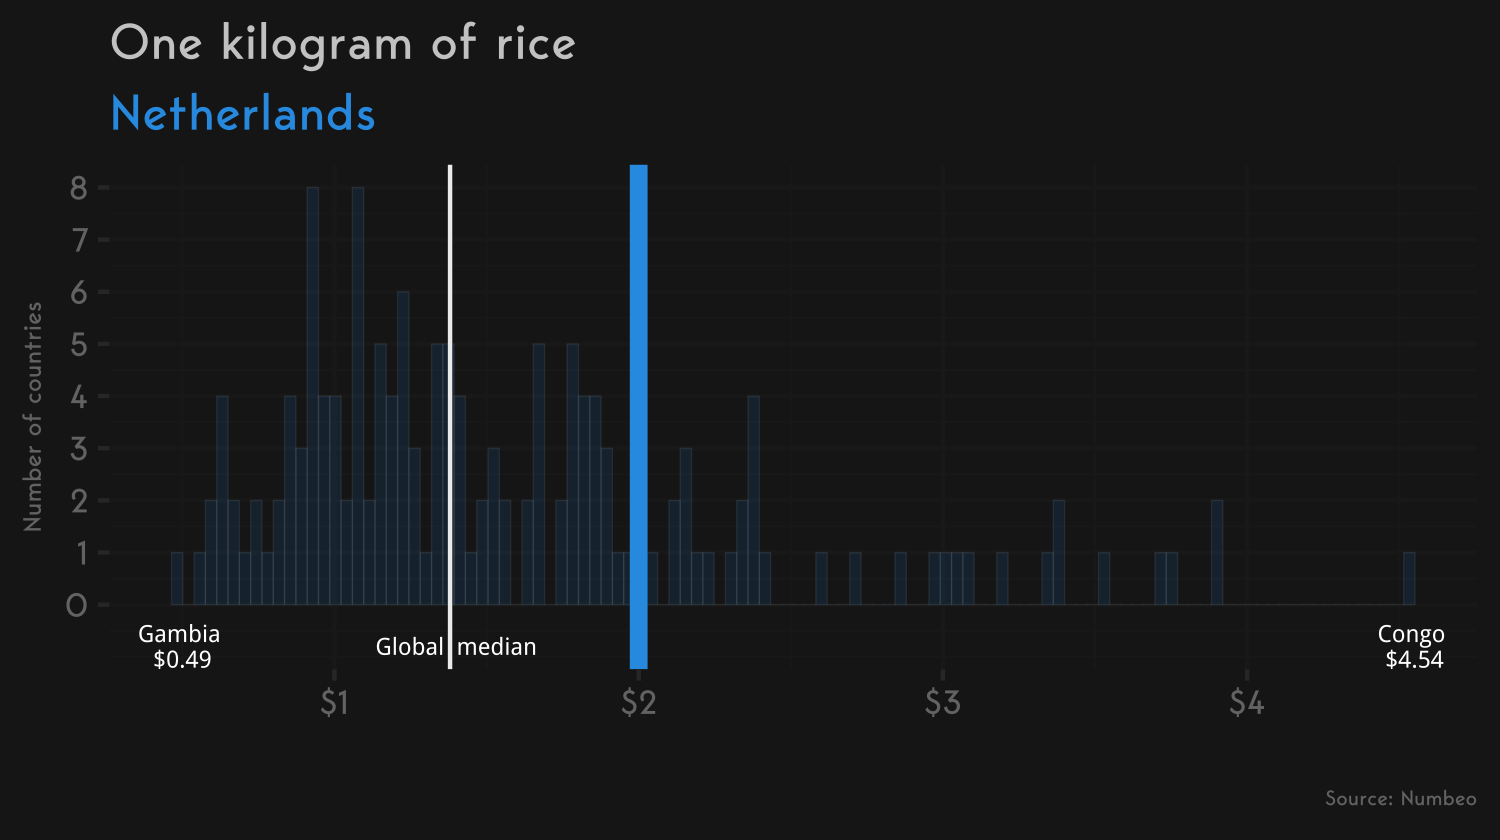 One kilogram of rice
Netherlands
Number of countries
8
7
6
5
4
3
2
1
0
Gambia
$0.49
Global median
Congo
$4.54
$1 $2 $3 $4
Source: Numbeo